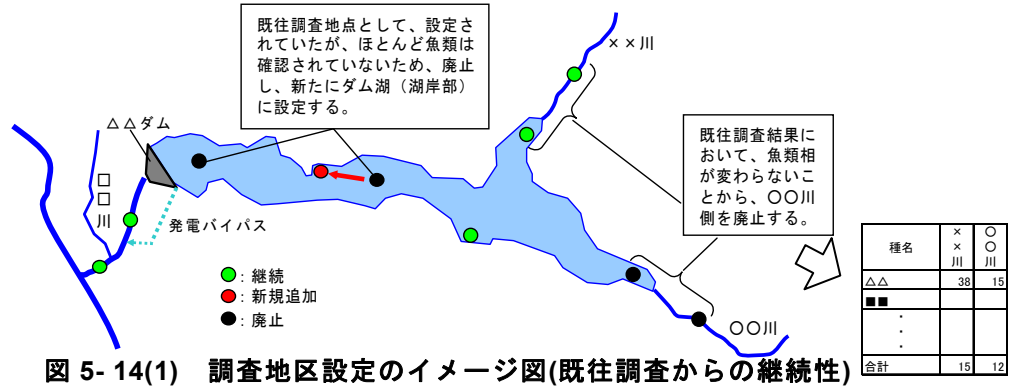 既往調査地点として、設定さ
れていたが、ほとんど魚類は
確認されていないため、廃止
し、新たにダム湖（湖岸部）
に設定する。
××川
△△ダム
□□川
発電バイパス
既往調査結果に
おいて、魚類相
が変わらないこ
とから、〇〇川
側を廃止する。
：継続
：新規追加
：廃止
〇〇川
種名 ××川 〇〇川
△△ 38 15
■■
・
・
・
合計 15 12
図 5- 14(1) 調査地区設定のイメージ図(既往調査からの継続性)